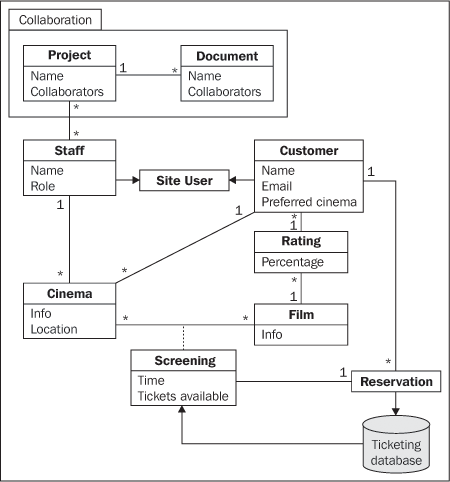 Collaboration
Project
Name
Collaborators
1
*
Document
Name
Collaborators
*
*
Staff
Name
Role
Site User
Customer
Name
Email
Preferred cinema
1
1
1
*
1
Rating
Percentage
*
*
*
1
Cinema
Info
Location
*
*
Film
Info
Screening
Time
Tickets available
1
*
Reservation
Ticketing
database